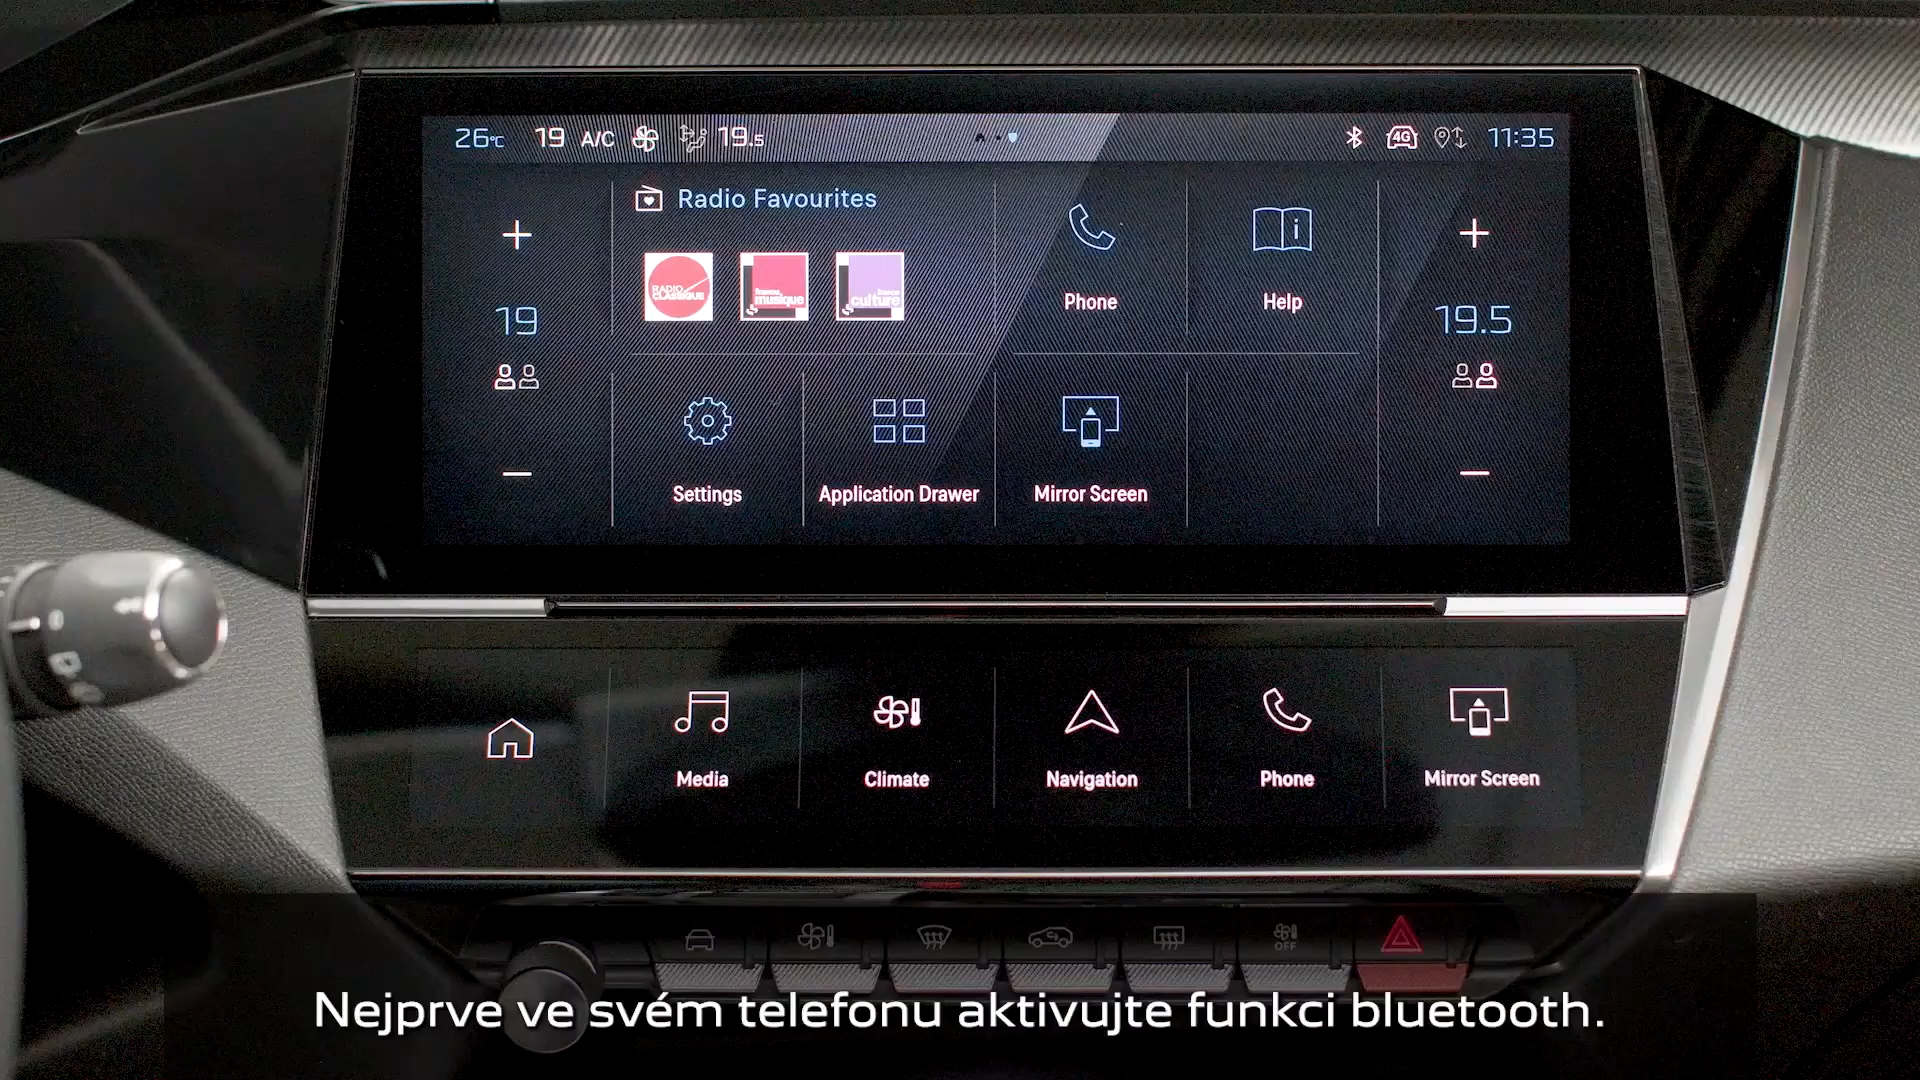 26°C 19 A/C 19.5 4G 11:35
Radio Favourites
RADIO
CLASSIQUE
france
musique
france
culture
Phone
Help
19
19.5
Settings
Application Drawer
Mirror Screen
Media
Climate
Navigation
Phone
Mirror Screen
OFF
Nejprve ve svém telefonu aktivujte funkci bluetooth.